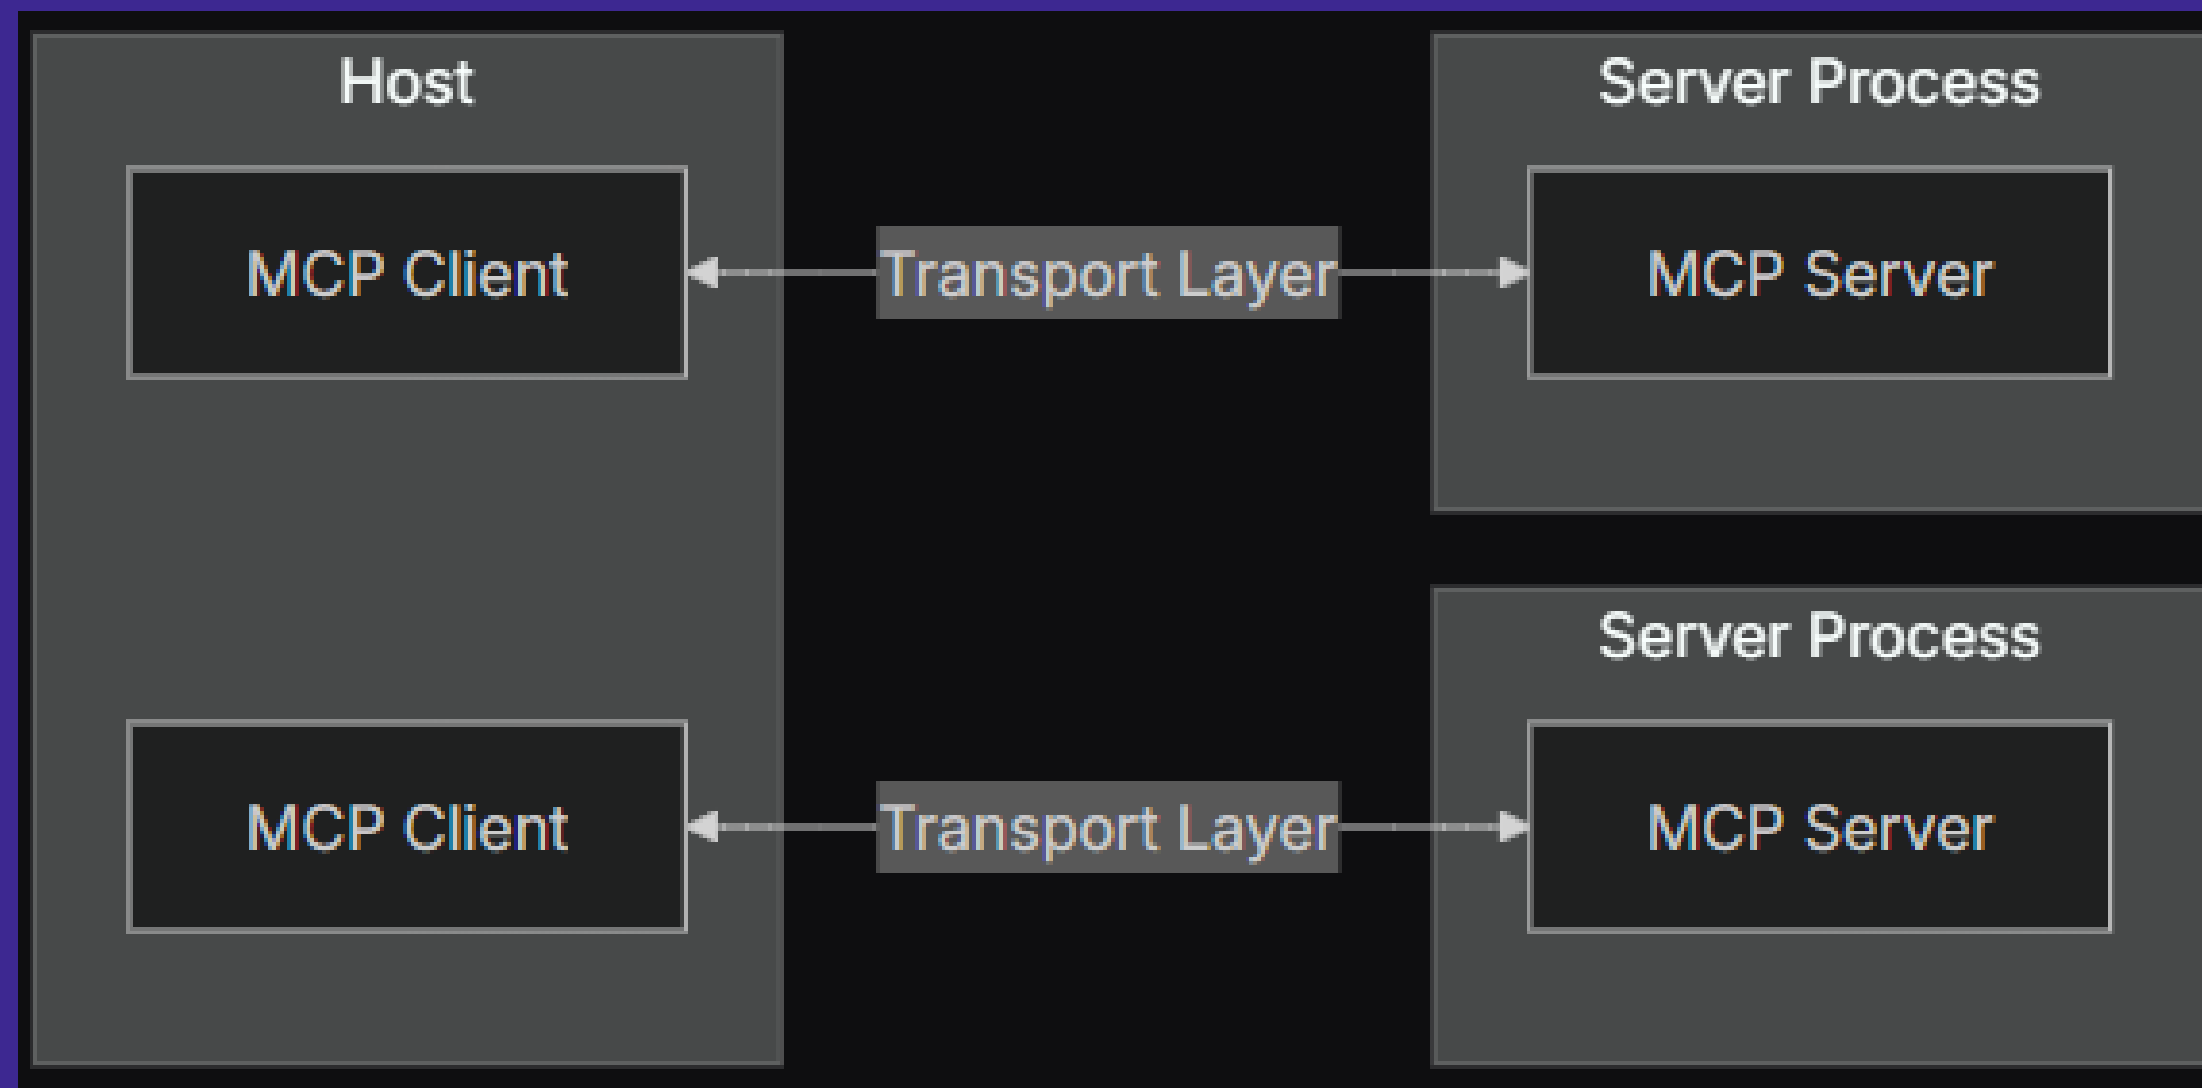 Host
Server Process
MCP Client
Transport Layer
MCP Server
Server Process
MCP Client
Transport Layer
MCP Server